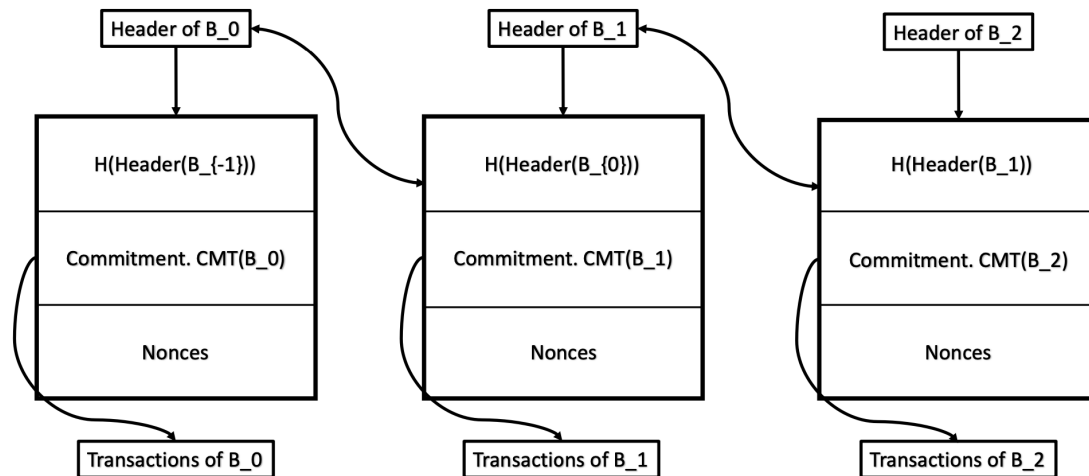 Header of B_0
Header of B_1
Header of B_2
H(Header(B_{-1}))
H(Header(B_{0}))
H(Header(B_1))
Commitment. CMT(B_0)
Commitment. CMT(B_1)
Commitment. CMT(B_2)
Nonces
Nonces
Nonces
Transactions of B_0
Transactions of B_1
Transactions of B_2